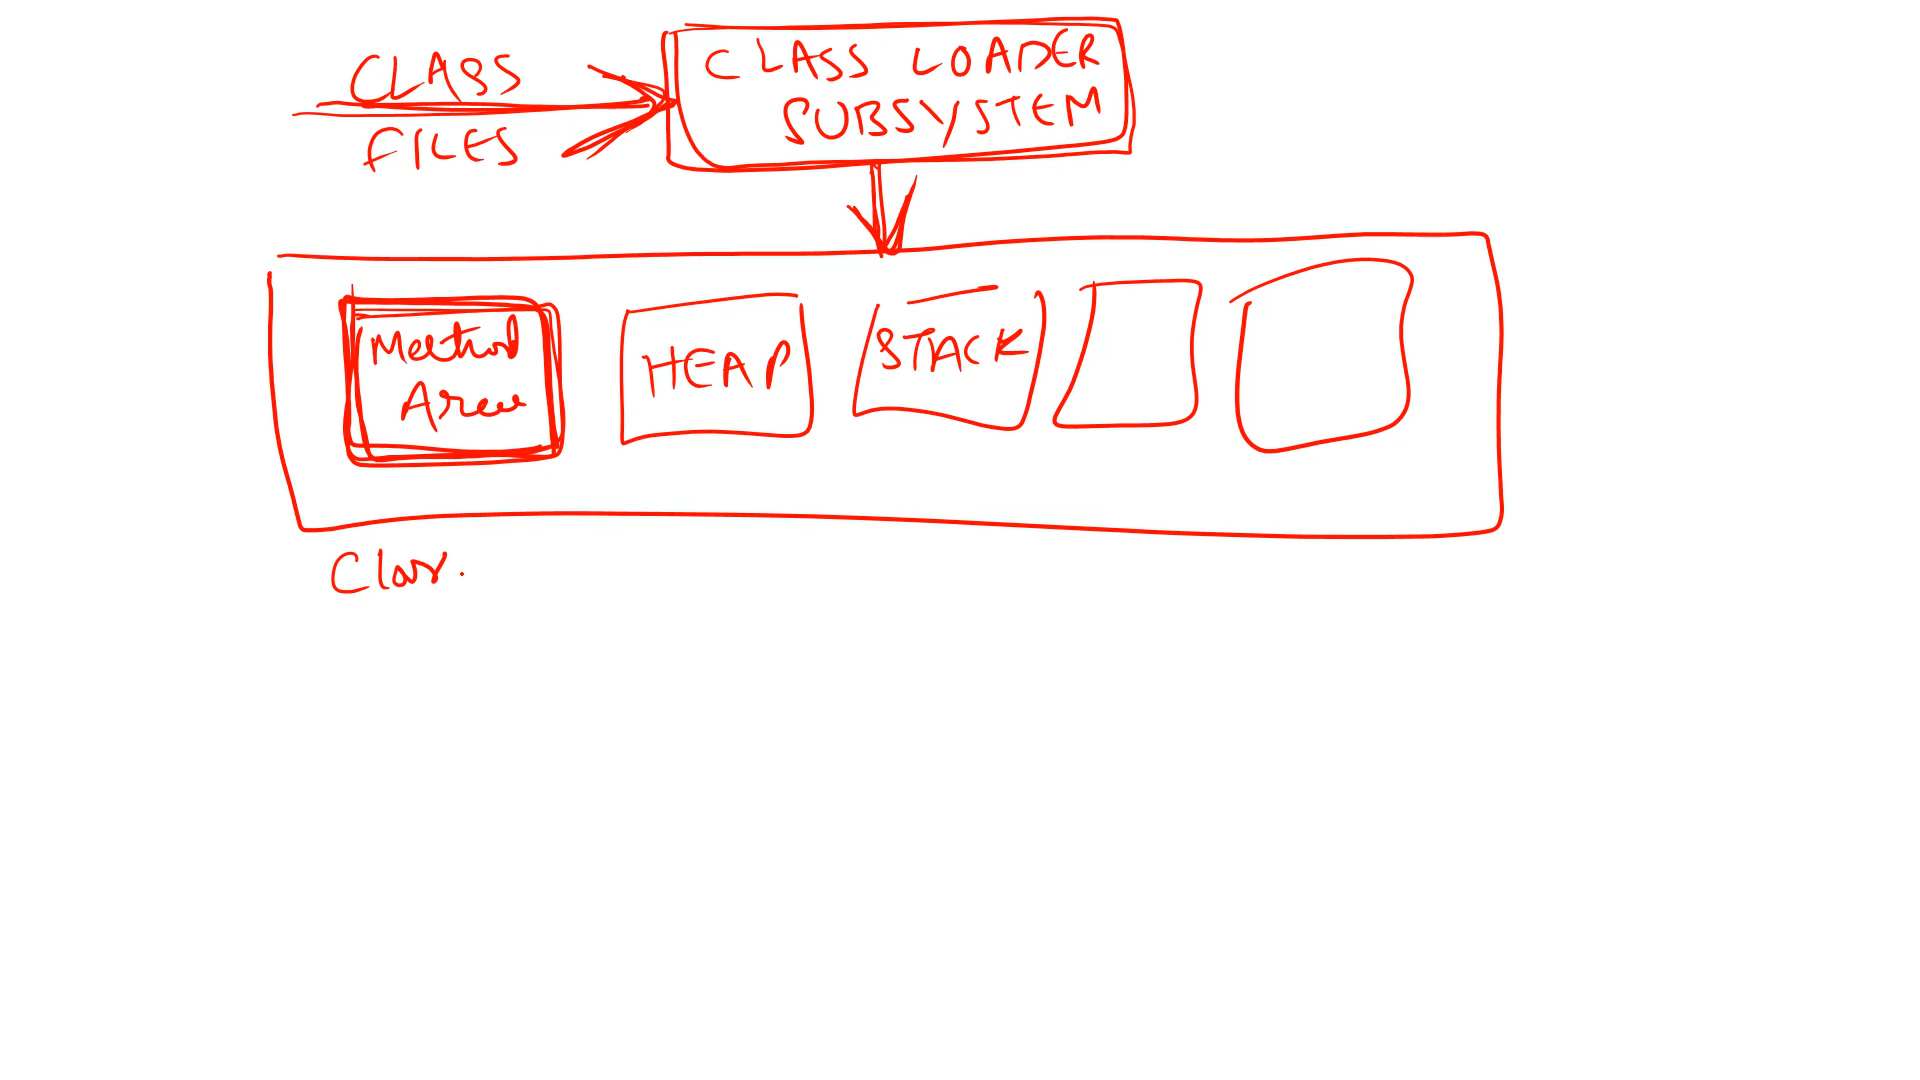 CLASS
FILES
CLASS LOADER
SUBSYSTEM
Method
Area
HEAP
STACK